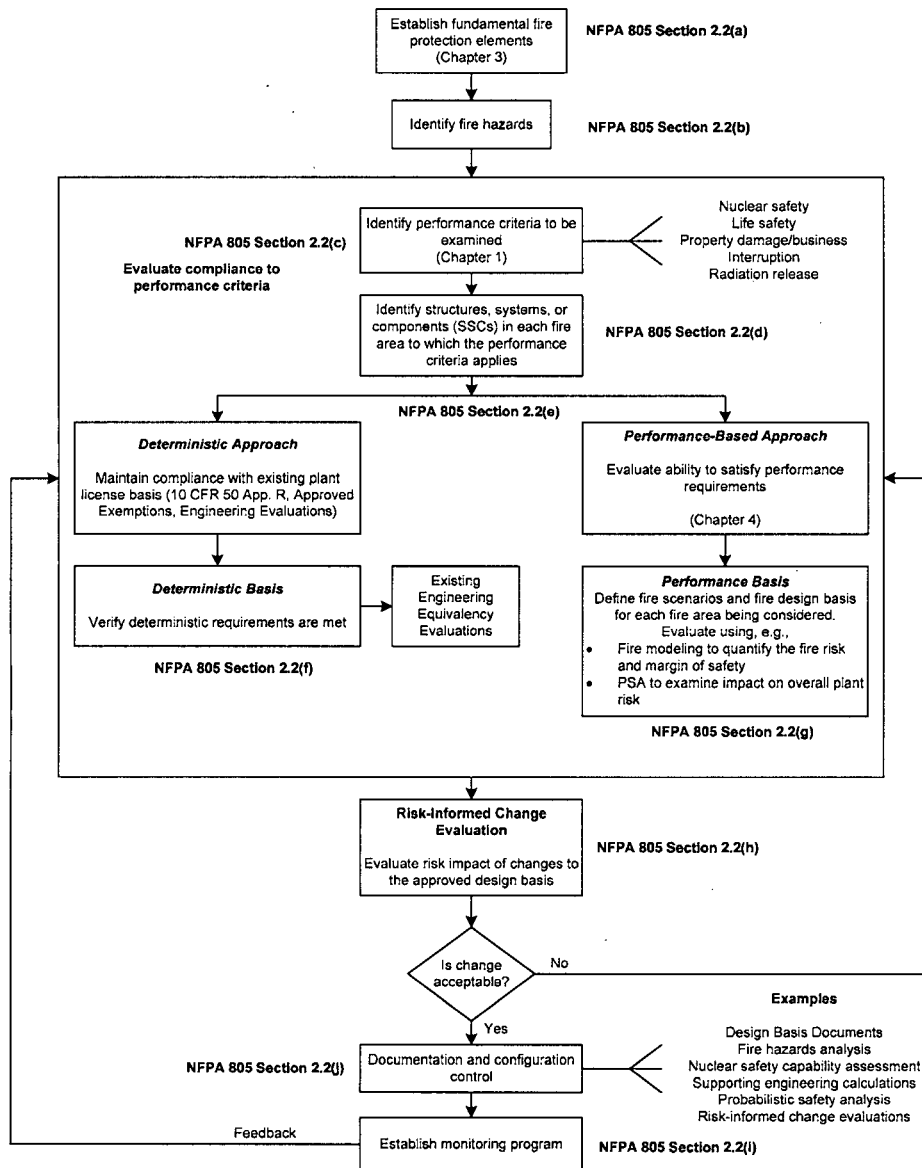 Establish fundamental fire
protection elements
(Chapter 3)
NFPA 805 Section 2.2(a)
Identify fire hazards
NFPA 805 Section 2.2(b)
Identify performance criteria to be
examined
(Chapter 1)
NFPA 805 Section 2.2(c)
Evaluate compliance to
performance criteria
Nuclear safety
Life safety
Property damage/business
Interruption
Radiation release
Identify structures, systems, or
components (SSCs) in each fire
area to which the performance
criteria applies
NFPA 805 Section 2.2(d)
NFPA 805 Section 2.2(e)
Deterministic Approach
Maintain compliance with existing plant
license basis (10 CFR 50 App. R, Approved
Exemptions, Engineering Evaluations)
Performance-Based Approach
Evaluate ability to satisfy performance
requirements
(Chapter 4)
Deterministic Basis
Verify deterministic requirements are met
NFPA 805 Section 2.2(f)
Existing
Engineering
Equivalency
Evaluations
Performance Basis
Define fire scenarios and fire design basis
for each fire area being considered.
Evaluate using, e.g.,
• Fire modeling to quantify the fire risk
and margin of safety
• PSA to examine impact on overall plant
risk
NFPA 805 Section 2.2(g)
Risk-Informed Change
Evaluation
Evaluate risk impact of changes to
the approved design basis
NFPA 805 Section 2.2(h)
Is change
acceptable?
No
Yes
Examples
Design Basis Documents
Fire hazards analysis
Nuclear safety capability assessment
Supporting engineering calculations
Probabilistic safety analysis
Risk-informed change evaluations
NFPA 805 Section 2.2(j)
Documentation and configuration
control
Feedback
Establish monitoring program
NFPA 805 Section 2.2(i)